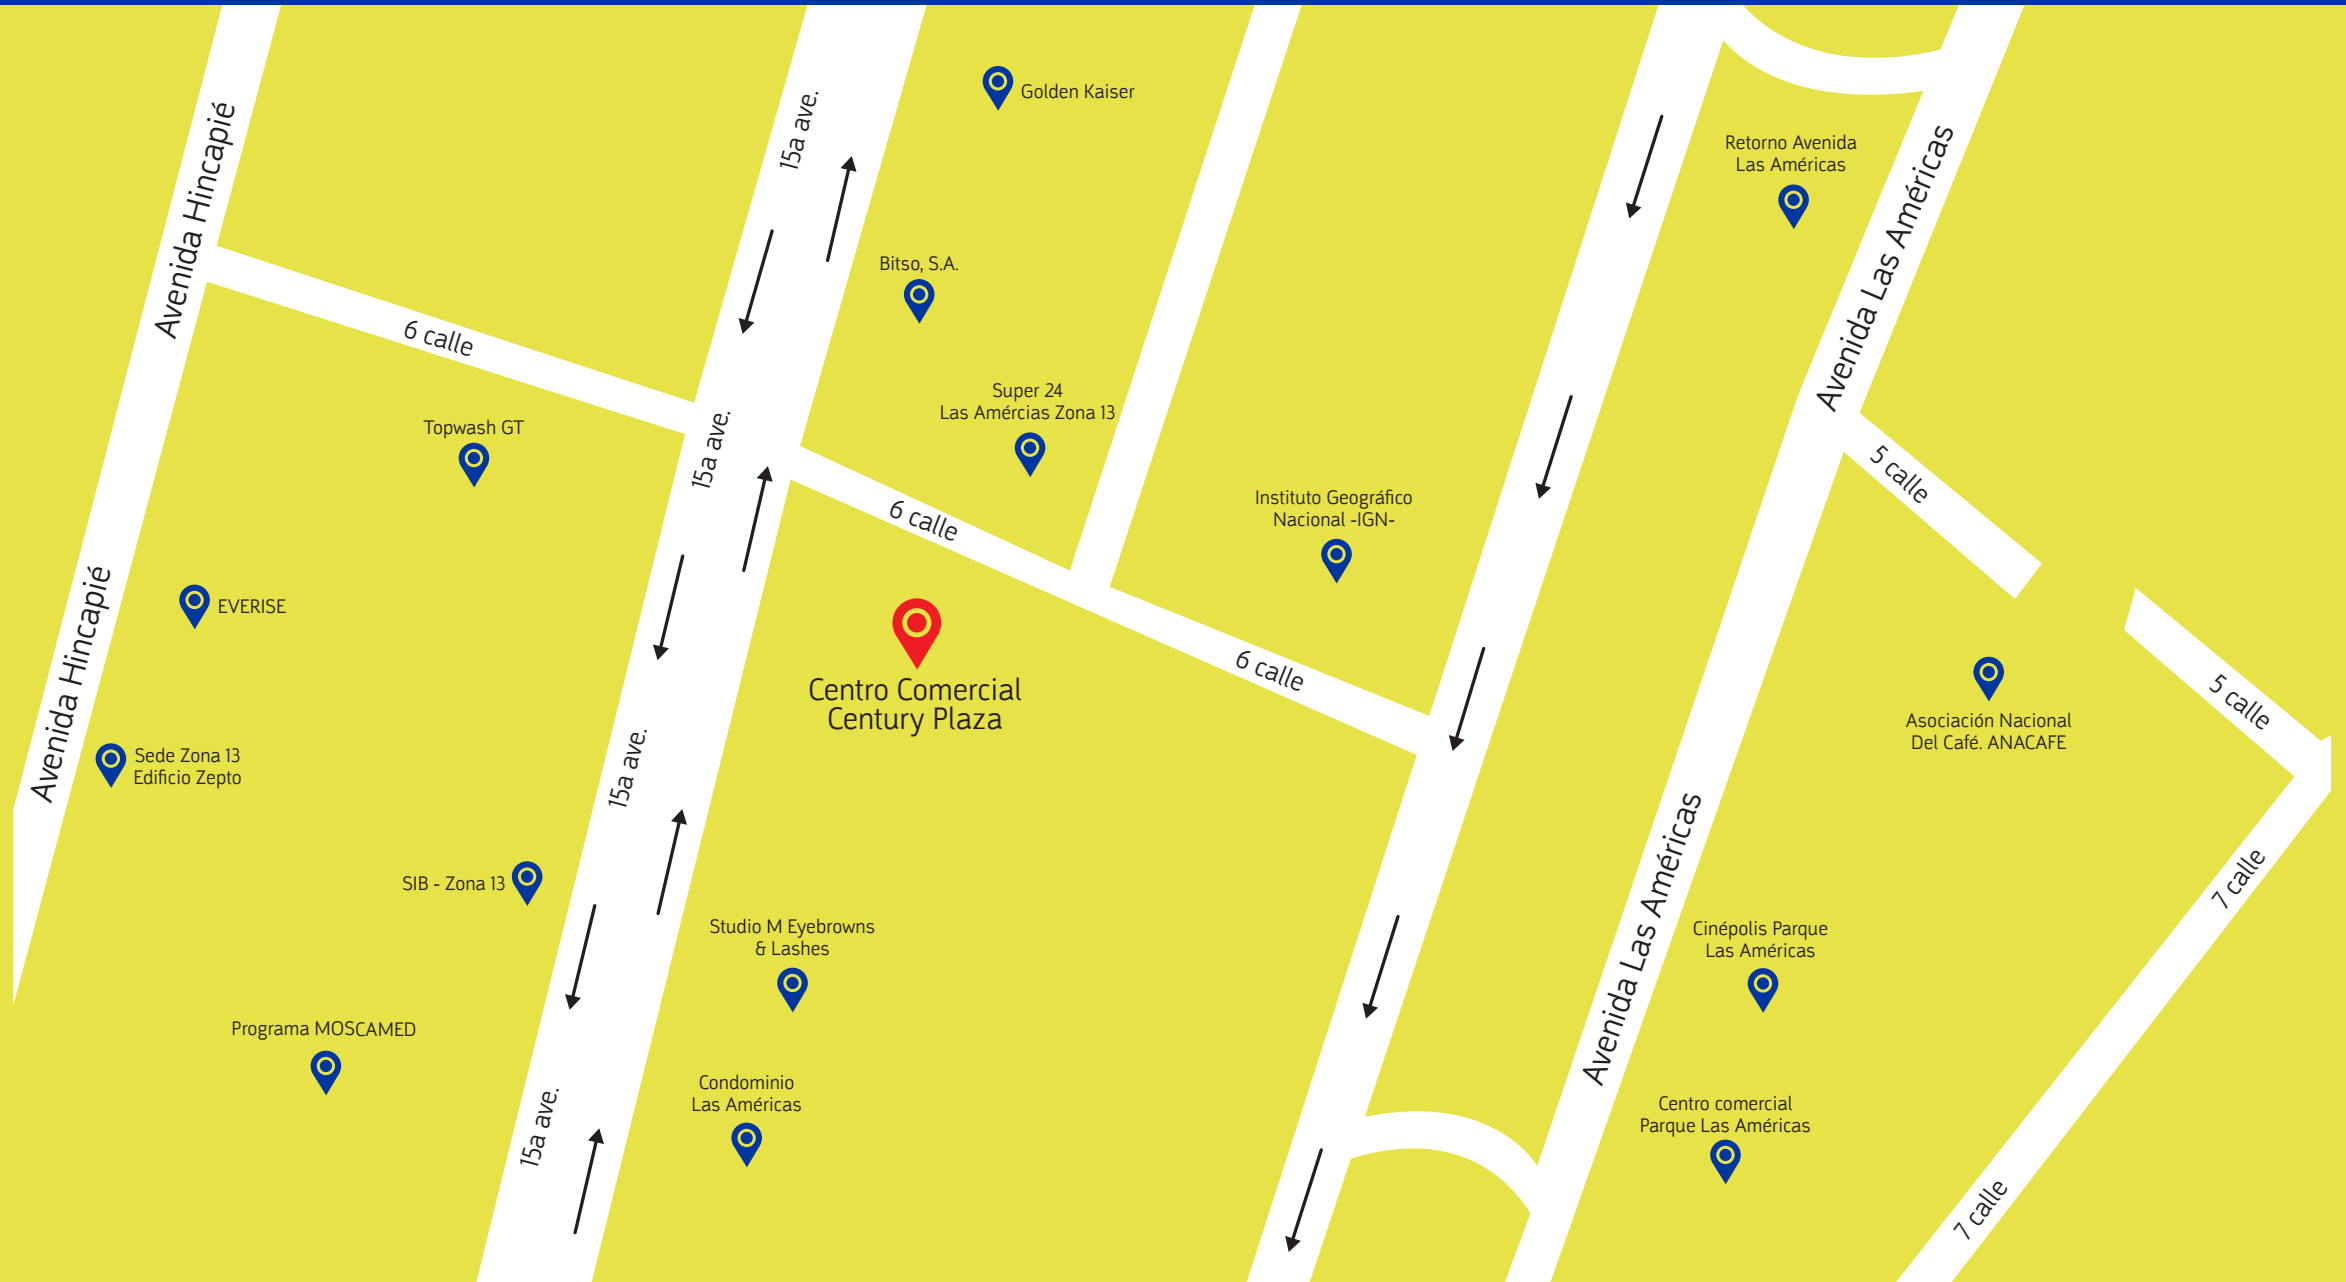 Golden Kaiser
15a ave.
Avenida Hincapié
Retorno Avenida
Las Américas
Avenida Las Américas
Bitso, S.A.
6 calle
Super 24
Las Amércias Zona 13
Topwash GT
15a ave.
5 calle
6 calle
Instituto Geográfico
Nacional -IGN-
EVERISE
Avenida Hincapié
Centro Comercial
Century Plaza
6 calle
5 calle
Asociación Nacional
Del Café. ANACAFE
Sede Zona 13
Edificio Zepto
15a ave.
7 calle
SIB - Zona 13
Studio M Eyebrowns
& Lashes
Avenida Las Américas
Cinépolis Parque
Las Américas
Programa MOSCAMED
Condominio
Las Américas
15a ave.
Centro comercial
Parque Las Américas
7 calle